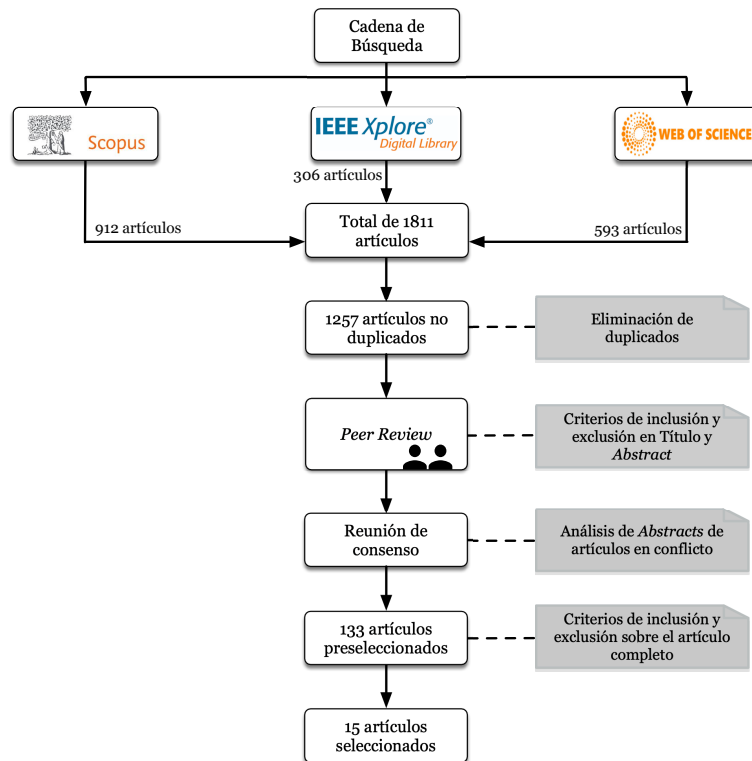 Cadena de
Búsqueda
Scopus
IEEE Xplore®
Digital Library
WEB OF SCIENCE
306 artículos
912 artículos
Total de 1811
artículos
593 artículos
1257 artículos no
duplicados
Eliminación de
duplicados
Peer Review
Criterios de inclusión y
exclusión en Título y
Abstract
Reunión de
consenso
Análisis de Abstracts de
artículos en conflicto
133 artículos
preseleccionados
Criterios de inclusión y
exclusión sobre el artículo
completo
15 artículos
seleccionados